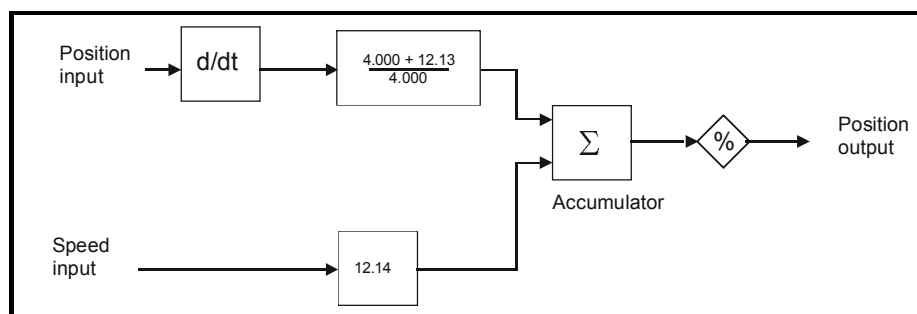 Position
input
d/dt
4.000 + 12.13
4.000
Σ
Accumulator
%
Position
output
Speed
input
12.14